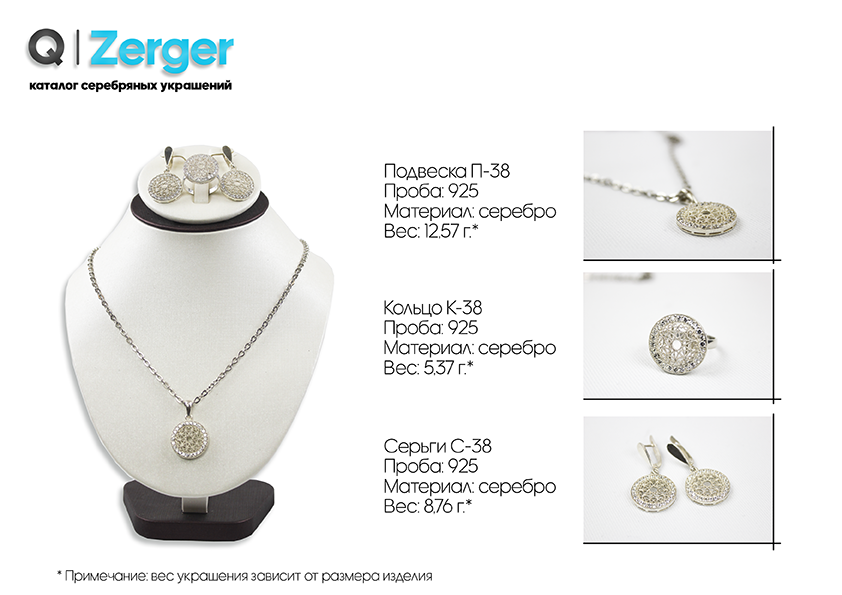 Q | Zerger
каталог серебряных украшений
Подвеска П-38
Проба: 925
Материал: серебро
Вес: 12,57 г.*
Кольцо К-38
Проба: 925
Материал: серебро
Вес: 5,37 г.*
Серьги С-38
Проба: 925
Материал: серебро
Вес: 8,76 г.*
* Примечание: вес украшения зависит от размера изделия